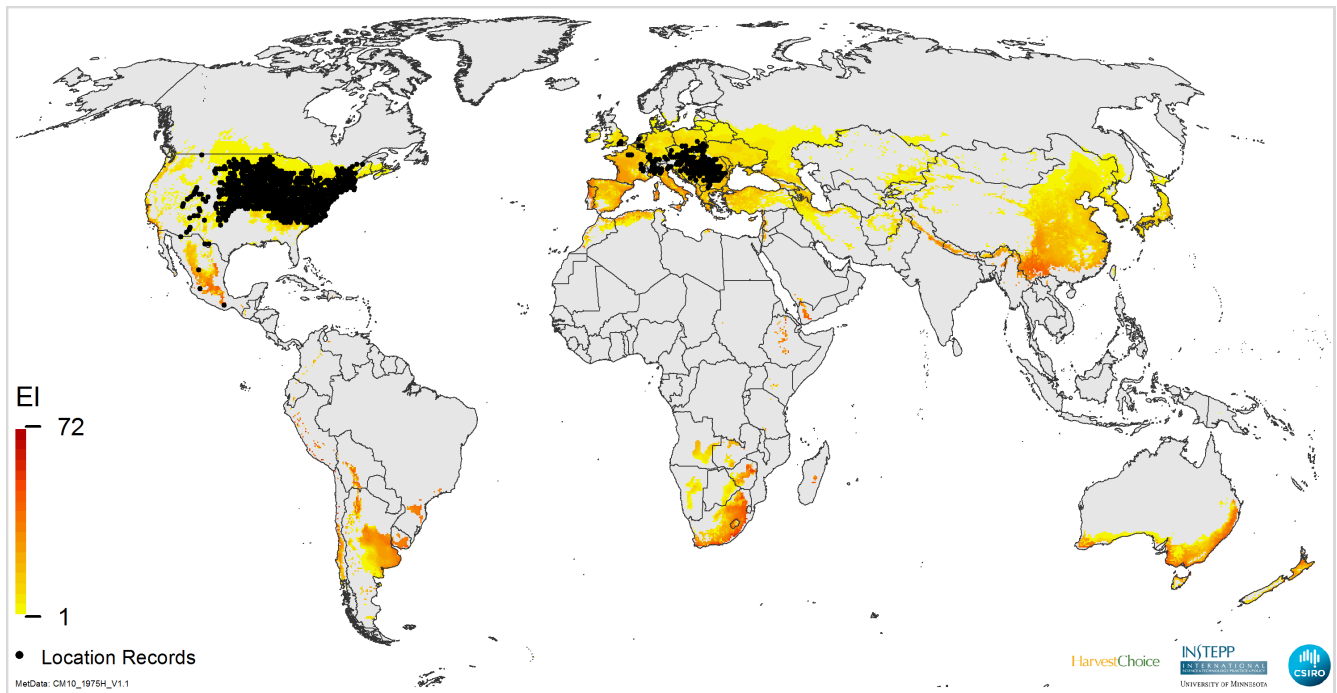 EI
72
1
Location Records
MetData: CM10_1975H_V1.1
HarvestChoice
INSTEPP
INTERNATIONAL
UNIVERSITY OF MINNESOTA
CSIRO